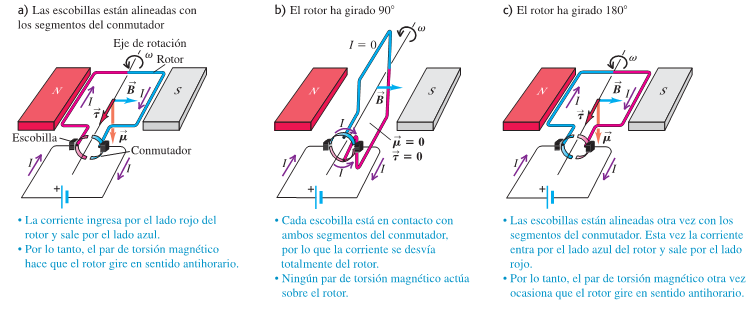 a) Las escobillas están alineadas con
los segmentos del conmutador
Eje de rotación
ω
Rotor
N
S
B
I
I
τ
μ
Escobilla
Conmutador
I
I
+
• La corriente ingresa por el lado rojo del
rotor y sale por el lado azul.
• Por lo tanto, el par de torsión magnético
hace que el rotor gire en sentido antihorario.
b) El rotor ha girado 90°
ω
I = 0
N
S
B
I
μ = 0
τ = 0
I
I
I
+
• Cada escobilla está en contacto con
ambos segmentos del conmutador,
por lo que la corriente se desvía
totalmente del rotor.
• Ningún par de torsión magnético actúa
sobre el rotor.
c) El rotor ha girado 180°
ω
N
S
B
I
I
τ
μ
I
I
+
• Las escobillas están alineadas otra vez con los
segmentos del conmutador. Esta vez la corriente
entra por el lado azul del rotor y sale por el lado
rojo.
• Por lo tanto, el par de torsión magnético otra vez
ocasiona que el rotor gire en sentido antihorario.